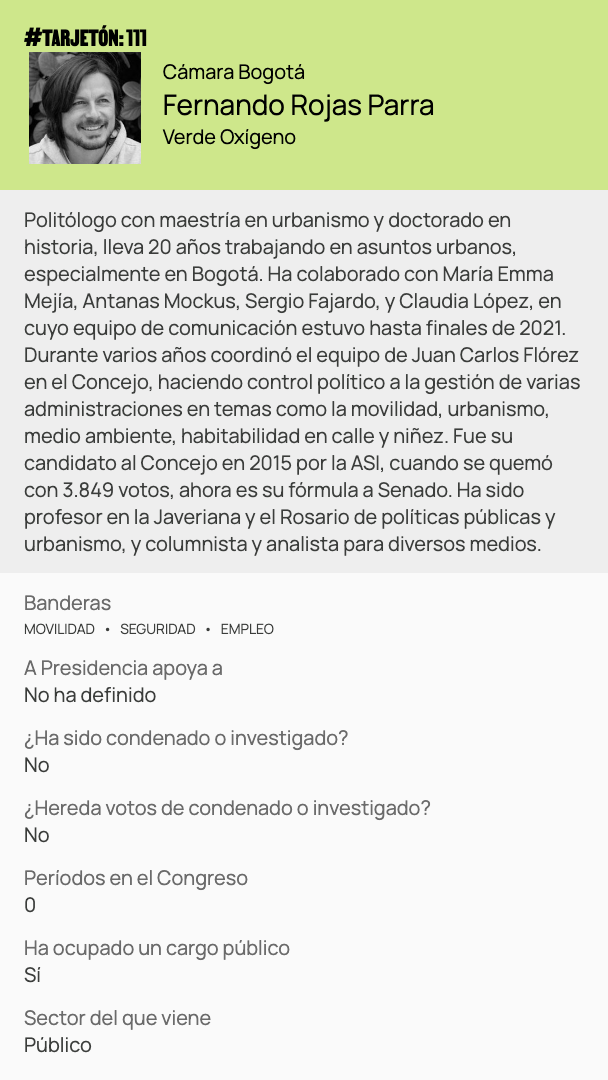 #TARJETÓN: 111
Cámara Bogotá
Fernando Rojas Parra
Verde Oxígeno
Politólogo con maestría en urbanismo y doctorado en
historia, lleva 20 años trabajando en asuntos urbanos,
especialmente en Bogotá. Ha colaborado con María Emma
Mejía, Antanas Mockus, Sergio Fajardo, y Claudia López, en
cuyo equipo de comunicación estuvo hasta finales de 2021.
Durante varios años coordinó el equipo de Juan Carlos Flórez
en el Concejo, haciendo control político a la gestión de varias
administraciones en temas como la movilidad, urbanismo,
medio ambiente, habitabilidad en calle y niñez. Fue su
candidato al Concejo en 2015 por la ASI, cuando se quemó
con 3.849 votos, ahora es su fórmula a Senado. Ha sido
profesor en la Javeriana y el Rosario de políticas públicas y
urbanismo, y columnista y analista para diversos medios.
Banderas
MOVILIDAD • SEGURIDAD • EMPLEO
A Presidencia apoya a
No ha definido
¿Ha sido condenado o investigado?
No
¿Hereda votos de condenado o investigado?
No
Períodos en el Congreso
0
Ha ocupado un cargo público
Sí
Sector del que viene
Público